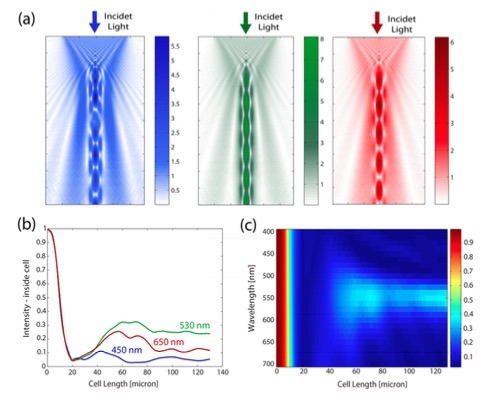 Incidet
Light
Incidet
Light
Incidet
Light
(a)
5.5
5
4.5
4
3.5
3
2.5
2
1.5
1
0.5
8
7
6
5
4
3
2
1
0
6
5
4
3
2
1
(b)
Intensity - inside cell
1
0.9
0.8
0.7
0.6
0.5
0.4
0.3
0.2
0.1
0
530 nm
650 nm
450 nm
0 20 40 60 80 100 120 140
Cell Length [micron]
(c)
Wavelength [nm]
400
450
500
550
600
650
700
0 20 40 60 80 100 120
Cell Length [micron]
0.9
0.8
0.7
0.6
0.5
0.4
0.3
0.2
0.1